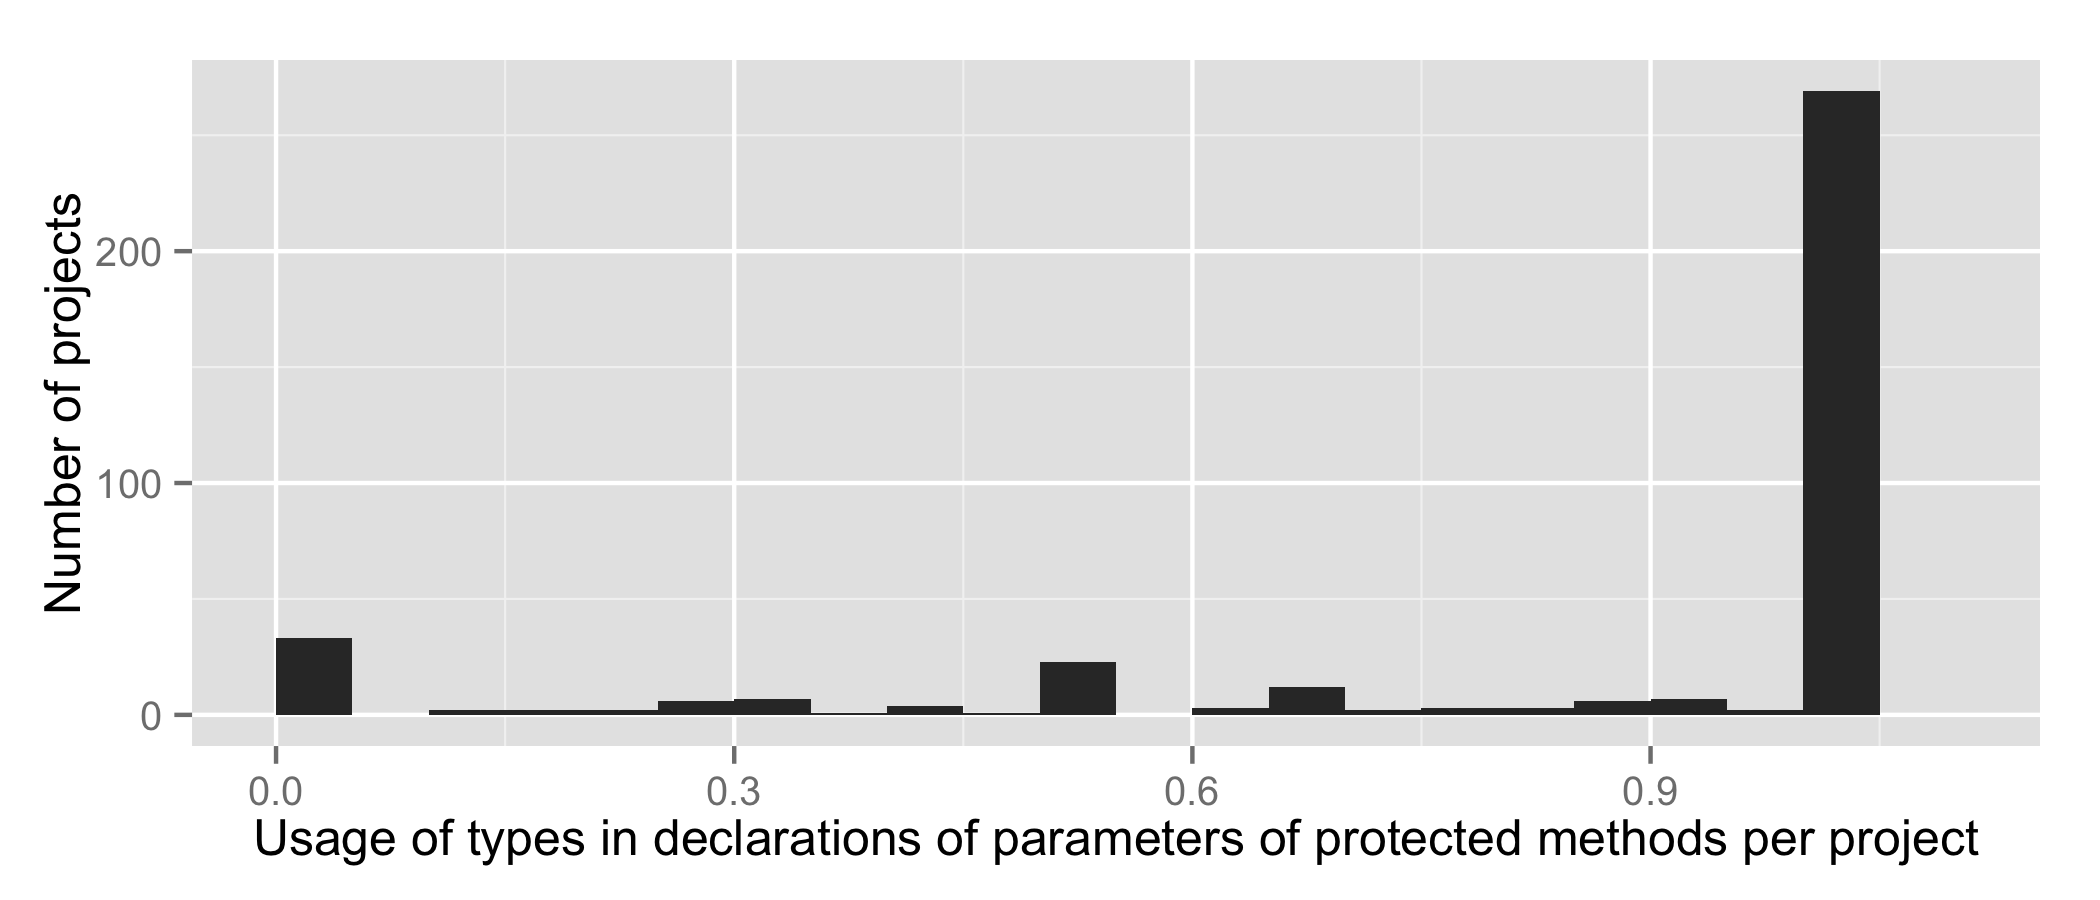 Number of projects
200
100
0
0.0 0.3 0.6 0.9
Usage of types in declarations of parameters of protected methods per project